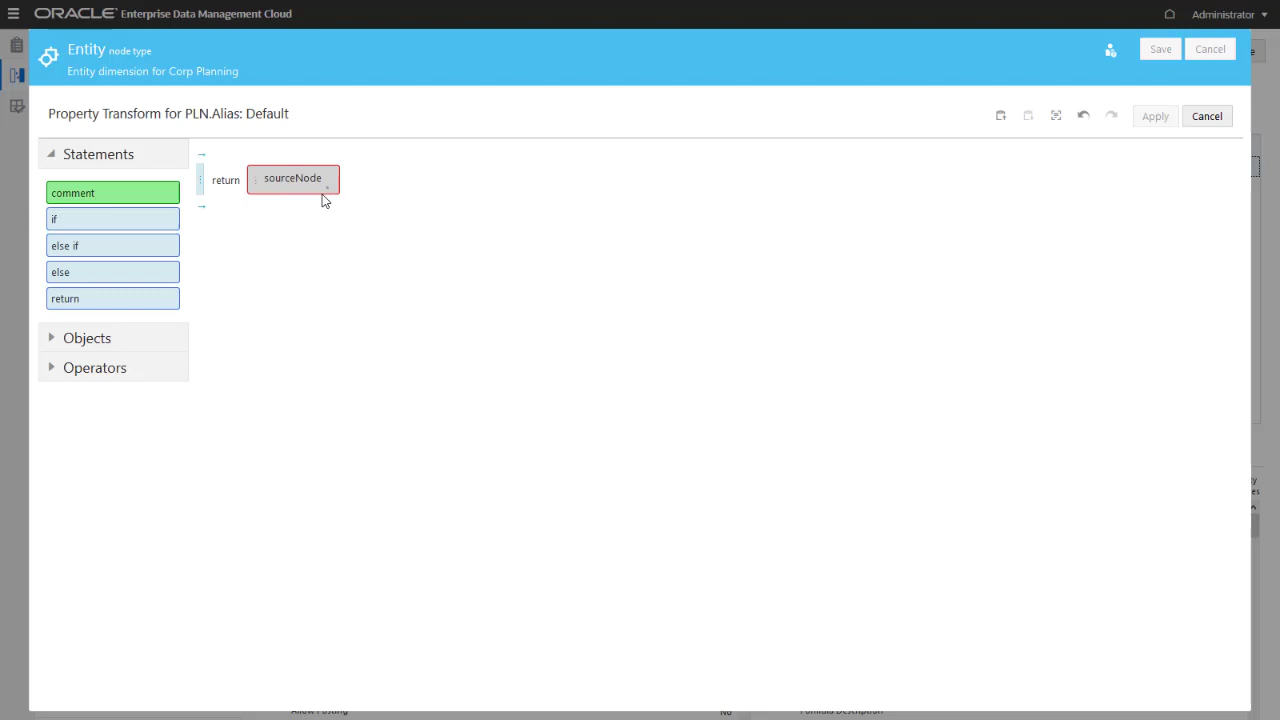 ORACLE Enterprise Data Management Cloud
Administrator
Entity node type
Entity dimension for Corp Planning
Save
Cancel
Property Transform for PLN.Alias: Default
Apply
Cancel
Statements
comment
if
else if
else
return
Objects
Operators
return
sourceNode
No